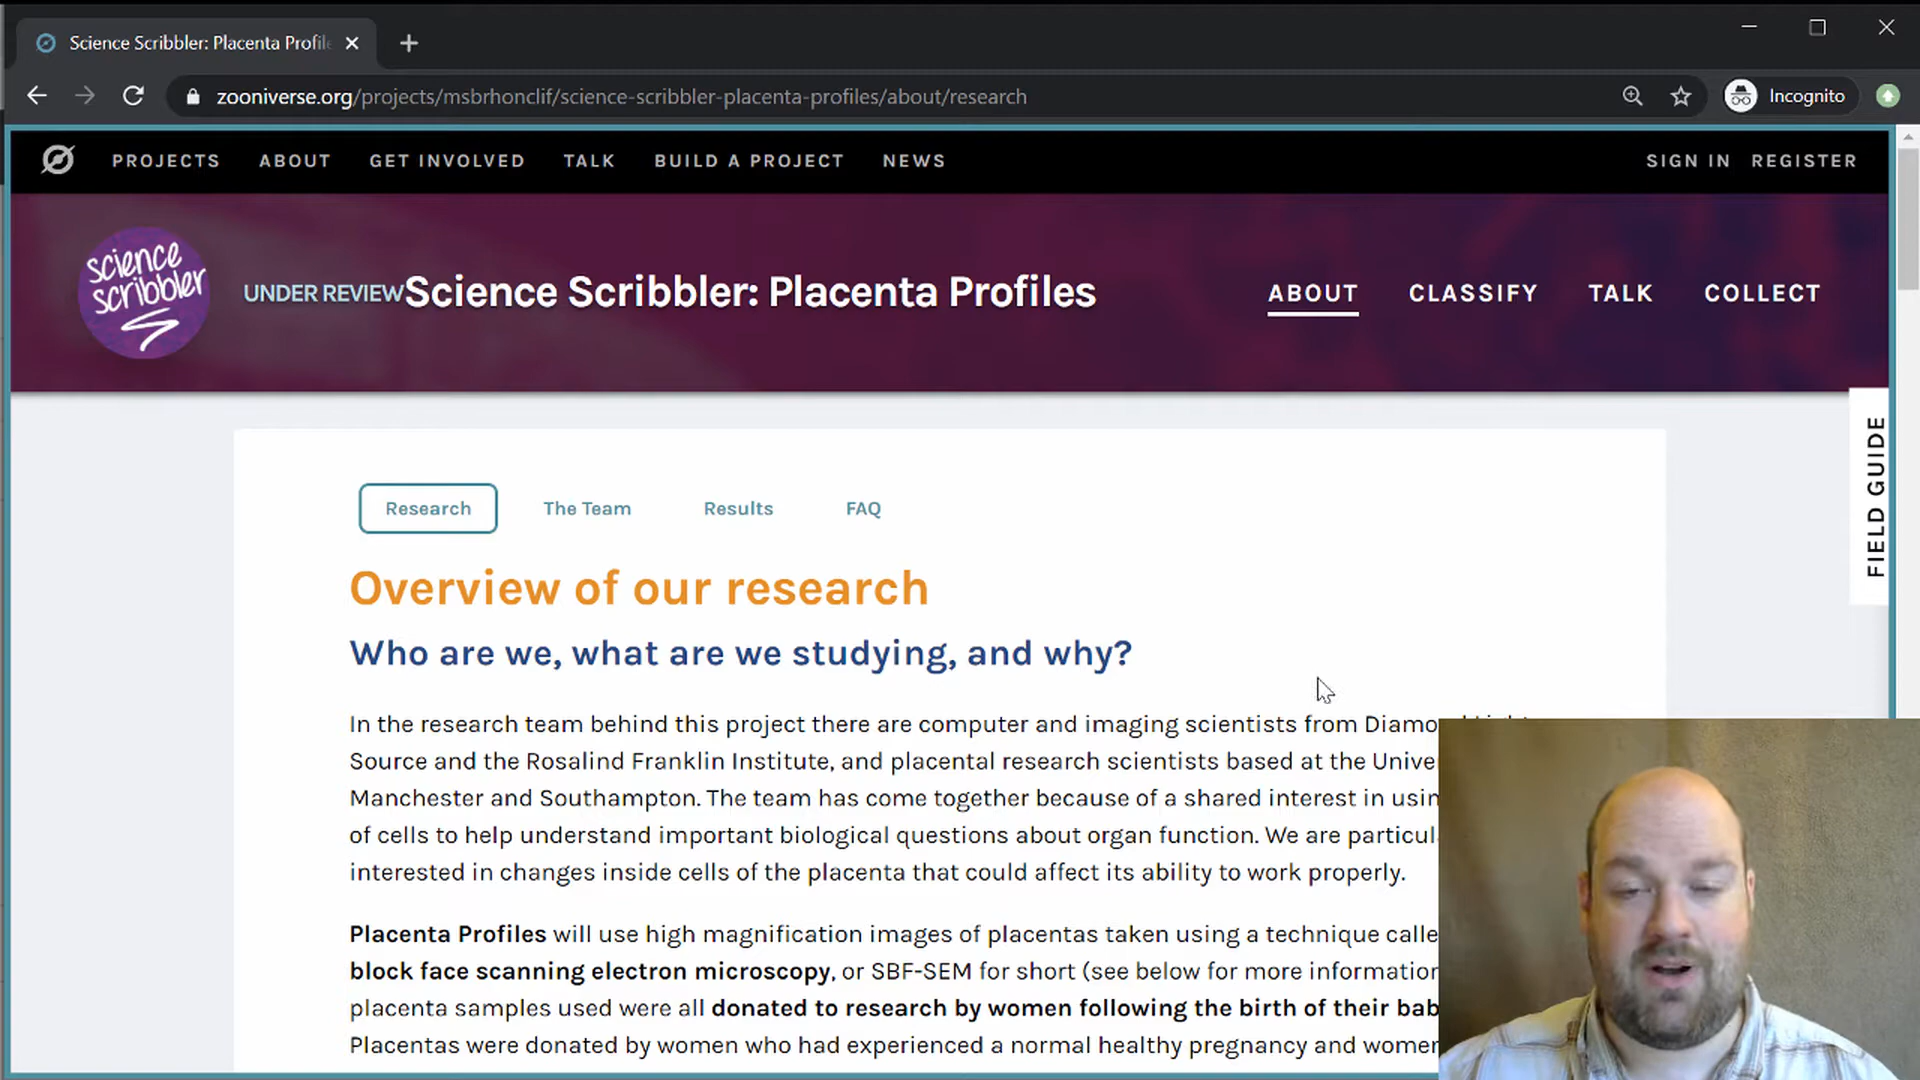 Science Scribbler: Placenta Profile
zooniverse.org/projects/msbrhonclif/science-scribbler-placenta-profiles/about/research
Incognito
PROJECTS ABOUT GET INVOLVED TALK BUILD A PROJECT NEWS SIGN IN REGISTER
science
scribbler
UNDER REVIEW Science Scribbler: Placenta Profiles
ABOUT CLASSIFY TALK COLLECT
FIELD GUIDE
Research The Team Results FAQ
Overview of our research
Who are we, what are we studying, and why?
In the research team behind this project there are computer and imaging scientists from
Source and the Rosalind Franklin Institute, and placental research scientists based at the
Manchester and Southampton. The team has come together because of a shared interest in
of cells to help understand important biological questions about organ function. We are
interested in changes inside cells of the placenta that could affect its ability to work properly.
Placenta Profiles will use high magnification images of placentas taken using a technique
block face scanning electron microscopy, or SBF-SEM for short (see below for more information
placenta samples used were all donated to research by women following the birth of their
Placentas were donated by women who had experienced a normal healthy pregnancy and